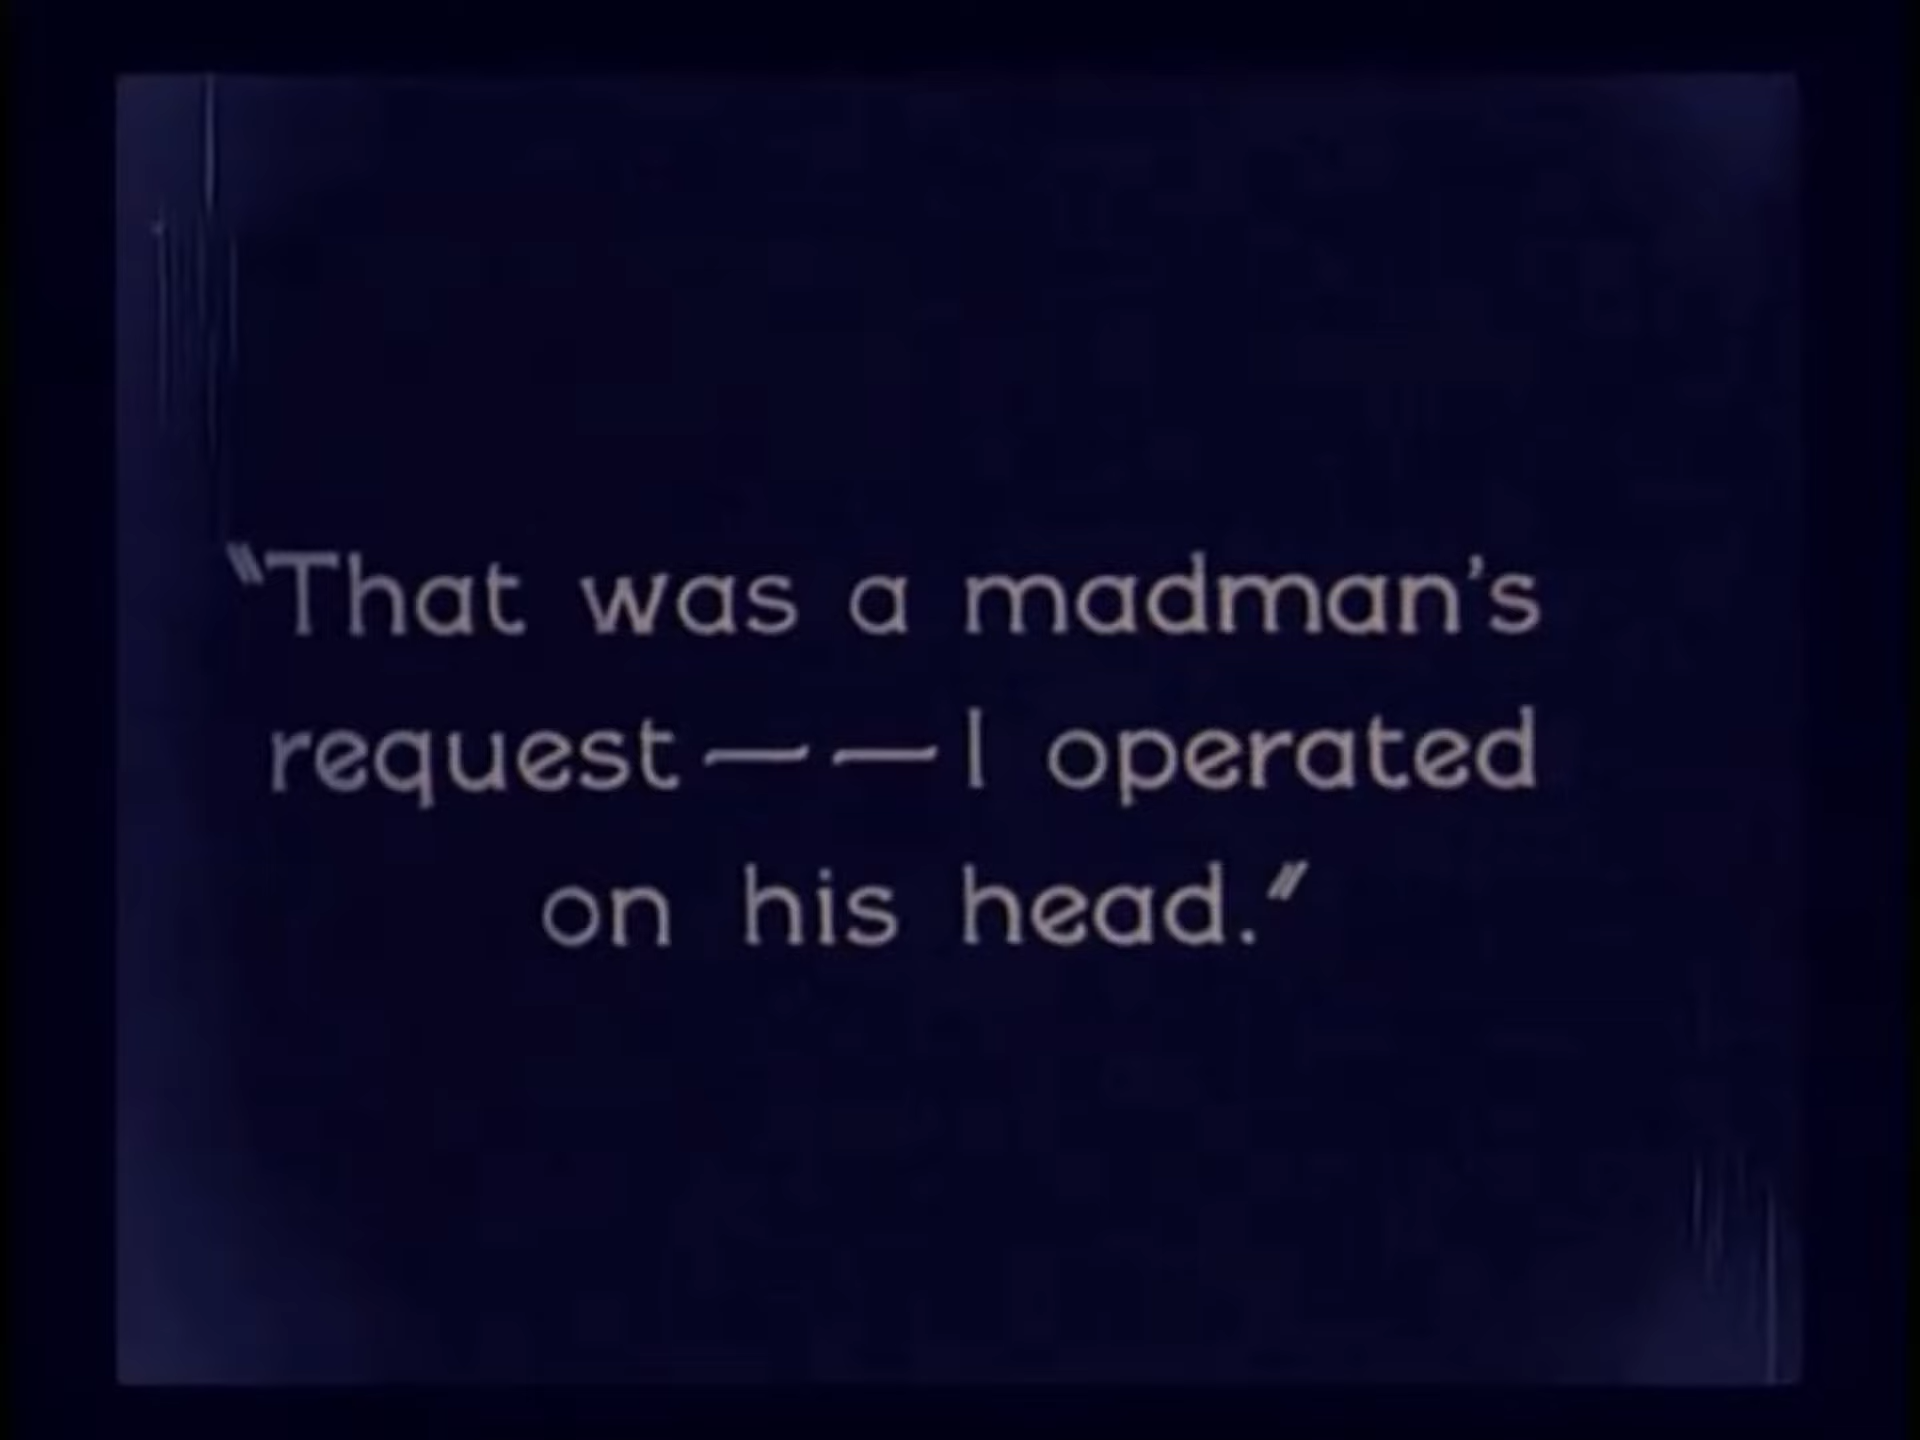 “That was a madman’s
request——I operated
on his head.”